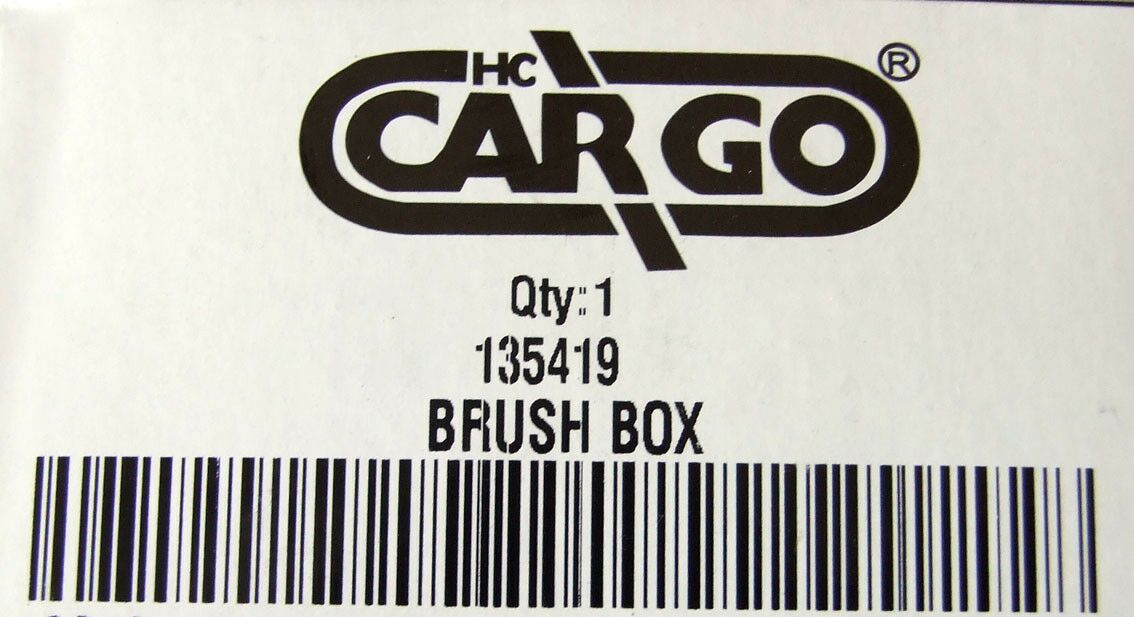 HC
CARGO®
Qty: 1
135419
BRUSH BOX